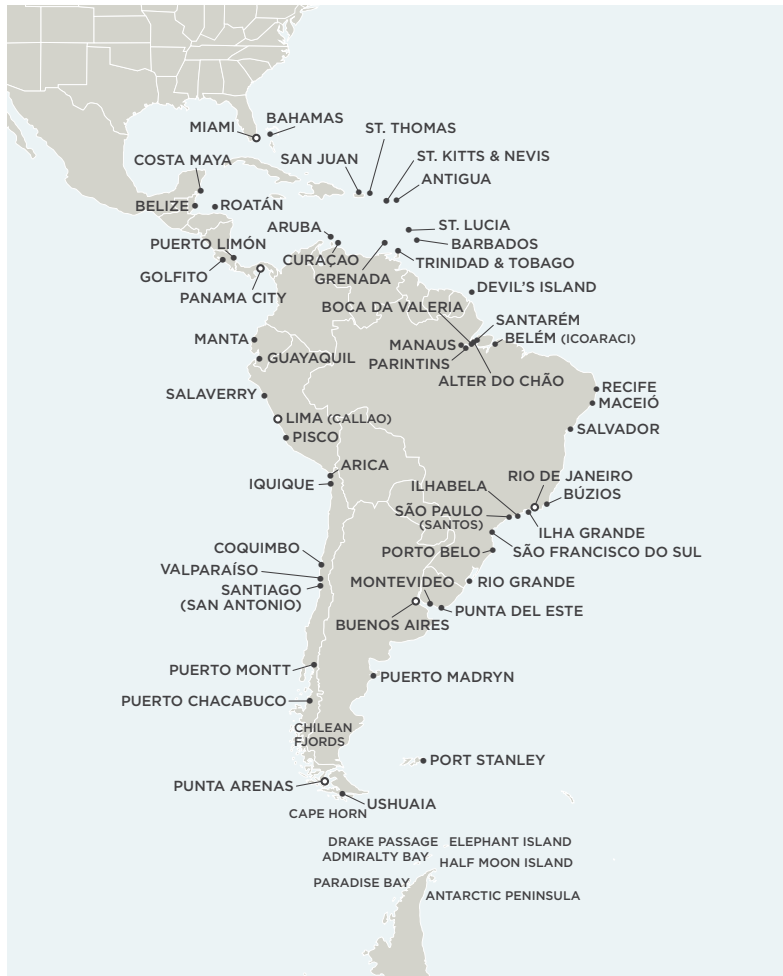 BAHAMAS
MIAMI
ST. THOMAS
COSTA MAYA
SAN JUAN
ST. KITTS & NEVIS
ANTIGUA
BELIZE
ROATÁN
ARUBA
ST. LUCIA
PUERTO LIMÓN
BARBADOS
CURAÇAO
GOLFITO
GRENADA
TRINIDAD & TOBAGO
PANAMA CITY
DEVIL'S ISLAND
BOCA DA VALERIA
SANTARÉM
MANTA
MANAUS
BELÉM (ICOARACI)
GUAYAQUIL
PARINTINS
ALTER DO CHÃO
SALAVERRY
RECIFE
MACEIÓ
LIMA (CALLAO)
SALVADOR
PISCO
ARICA
RIO DE JANEIRO
IQUIQUE
ILHABELA
BÚZIOS
SÃO PAULO
(SANTOS)
ILHA GRANDE
COQUIMBO
PORTO BELO
SÃO FRANCISCO DO SUL
VALPARAÍSO
MONTEVIDEO
RIO GRANDE
SANTIAGO
(SAN ANTONIO)
PUNTA DEL ESTE
BUENOS AIRES
PUERTO MONTT
PUERTO MADRYN
PUERTO CHACABUCO
CHILEAN
FJORDS
PORT STANLEY
PUNTA ARENAS
USHUAIA
CAPE HORN
DRAKE PASSAGE
ELEPHANT ISLAND
ADMIRALTY BAY
HALF MOON ISLAND
PARADISE BAY
ANTARCTIC PENINSULA